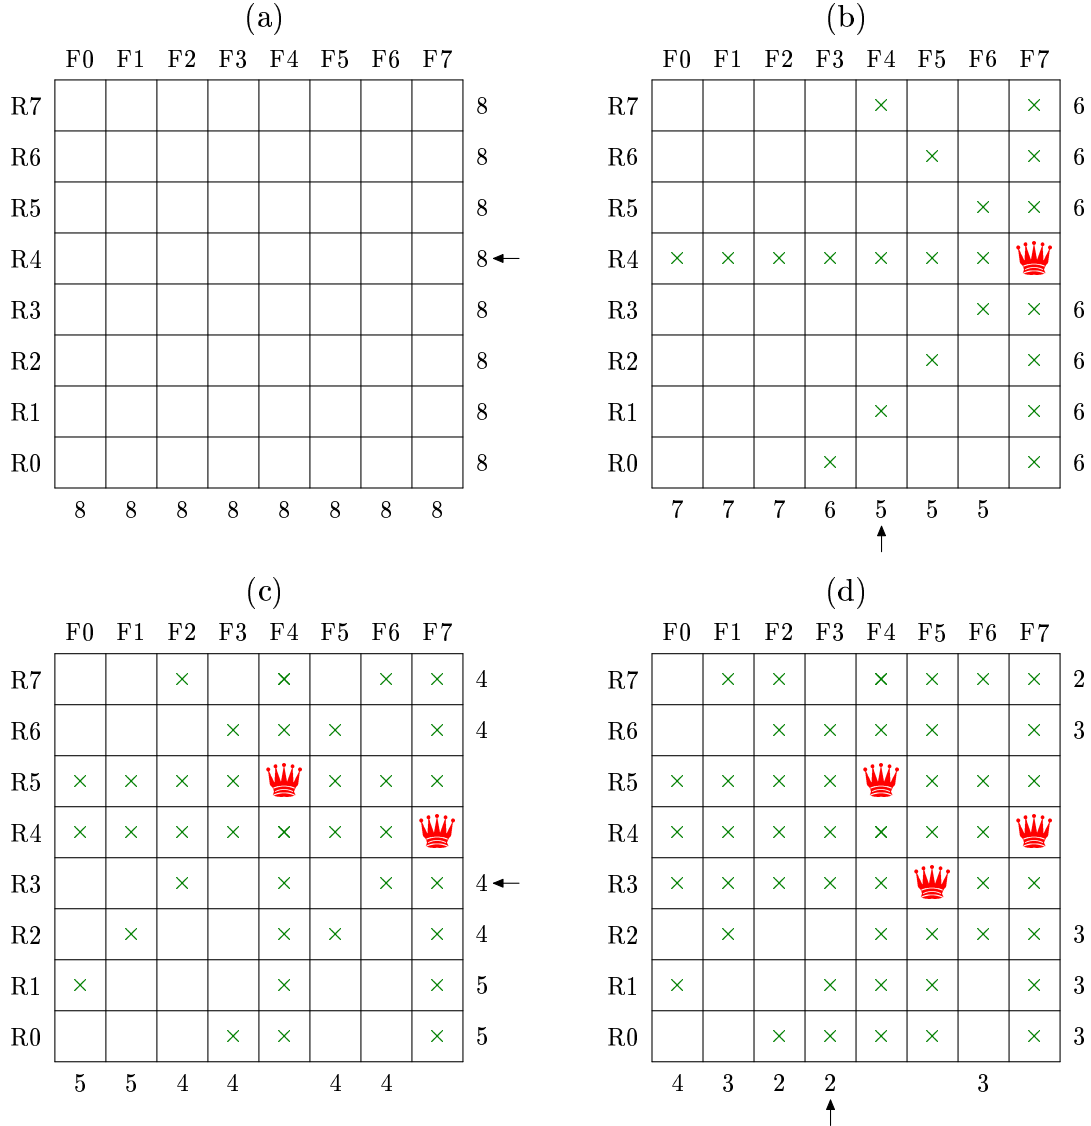 (a)
F0 F1 F2 F3 F4 F5 F6 F7
R7 8
R6 8
R5 8
R4 8
R3 8
R2 8
R1 8
R0 8
8 8 8 8 8 8 8 8
(b)
F0 F1 F2 F3 F4 F5 F6 F7
R7 6
R6 6
R5 6
R4
R3 6
R2 6
R1 6
R0 6
7 7 7 6 5 5 5
(c)
F0 F1 F2 F3 F4 F5 F6 F7
R7 4
R6 4
R5
R4
R3 4
R2 4
R1 5
R0 5
5 5 4 4 4 4
(d)
F0 F1 F2 F3 F4 F5 F6 F7
R7 2
R6 3
R5
R4
R3
R2 3
R1 3
R0 3
4 3 2 2 3